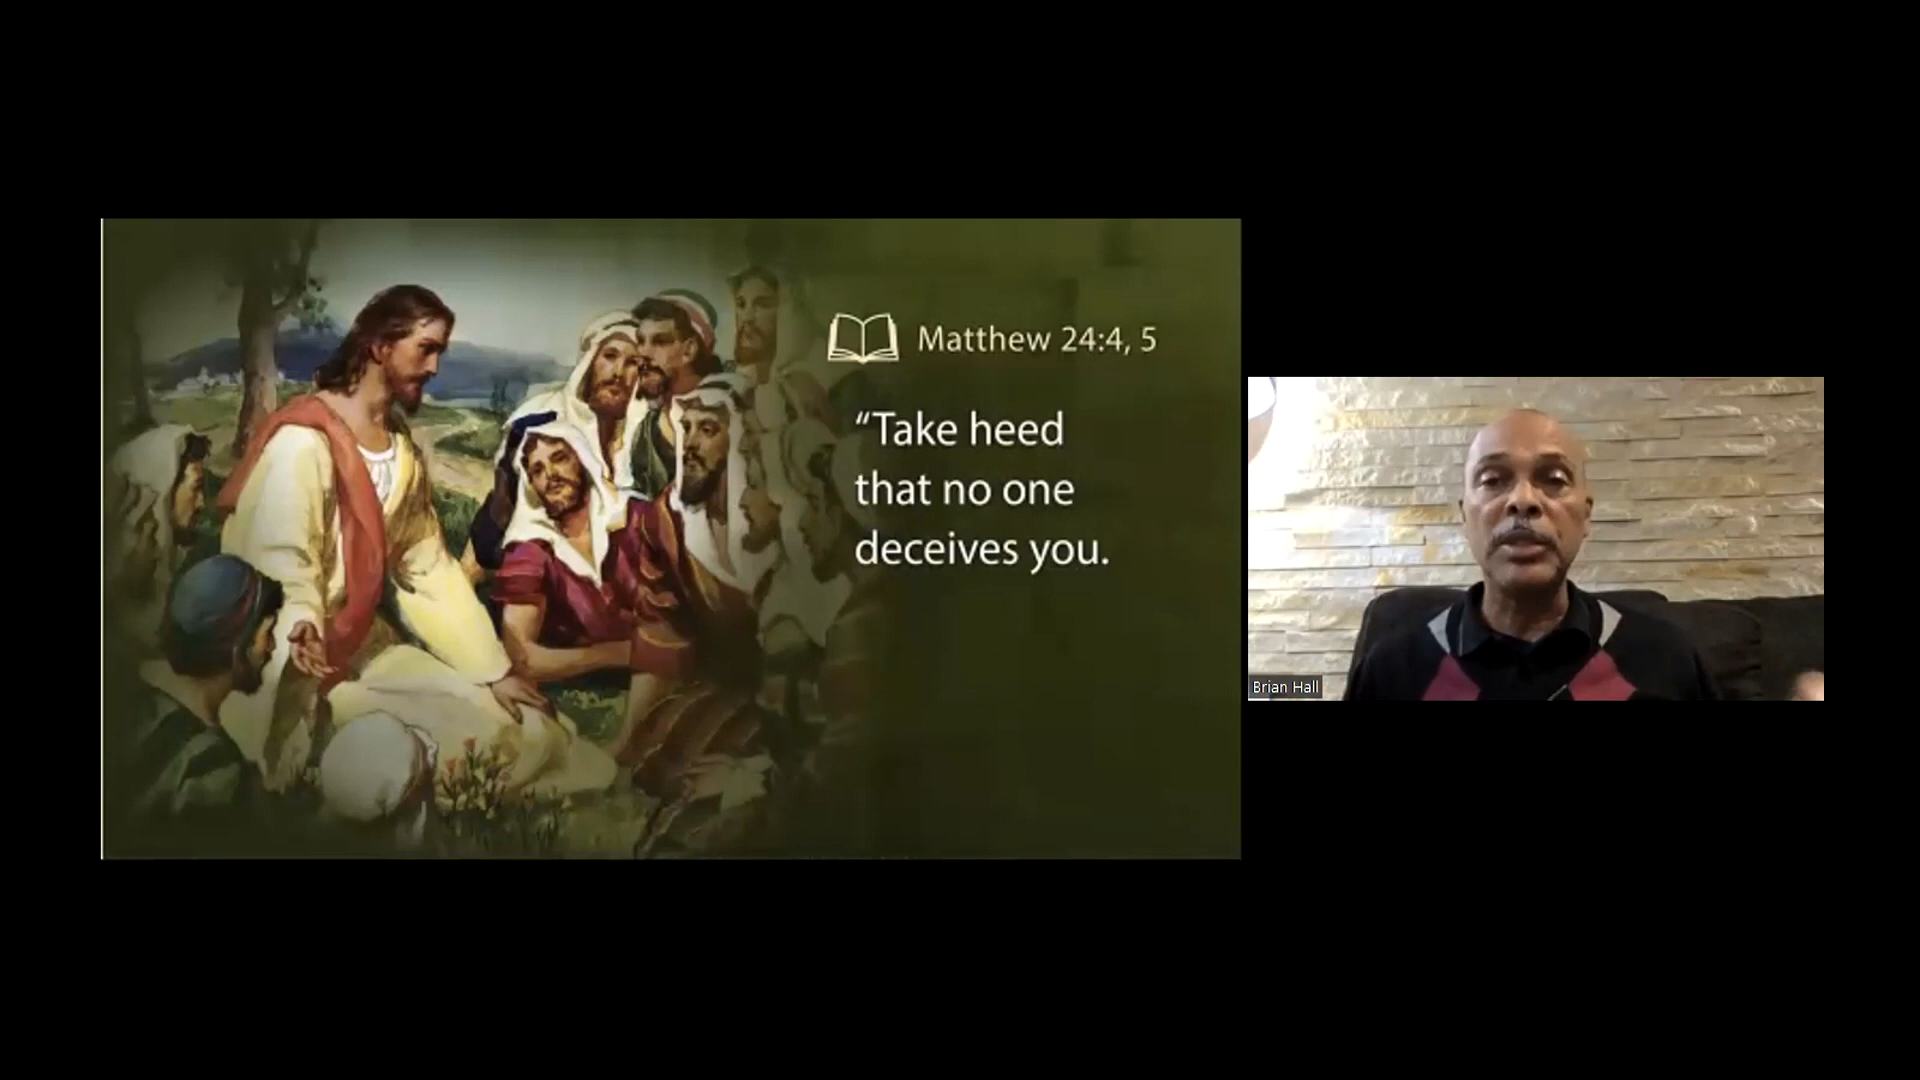 Matthew 24:4, 5
“Take heed
that no one
deceives you.
Brian Hall